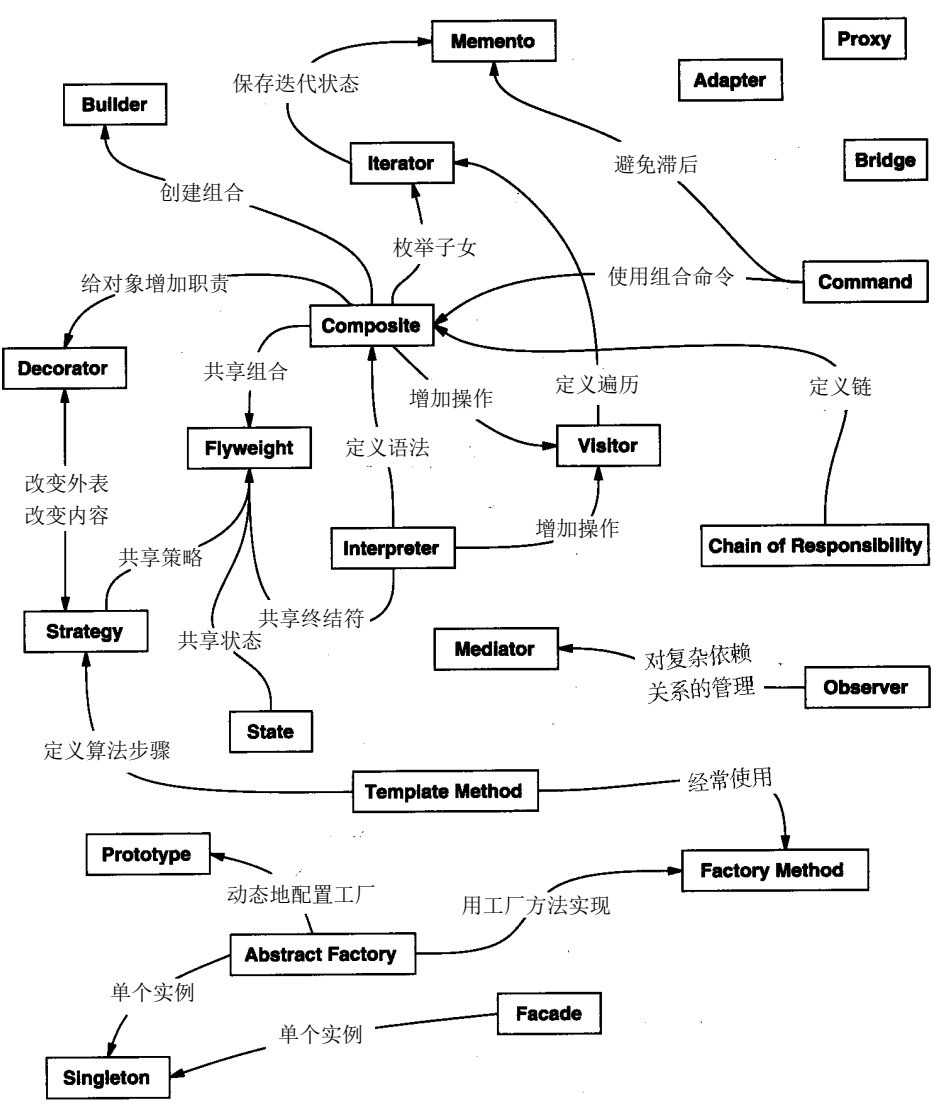 Proxy
Memento
Adapter
保存迭代状态
Builder
Iterator
避免滞后
Bridge
创建组合
枚举子女
给对象增加职责
使用组合命令
Command
Composite
Decorator
共享组合
增加操作
定义遍历
定义链
Flyweight
定义语法
Visitor
改变外表
改变内容
增加操作
共享策略
Interpreter
Chain of Responsibility
Strategy
共享状态
共享终结符
Mediator
对复杂依赖
关系的管理
Observer
State
定义算法步骤
Template Method
经常使用
Prototype
Factory Method
动态地配置工厂
用工厂方法实现
Abstract Factory
单个实例
Facade
单个实例
Singleton